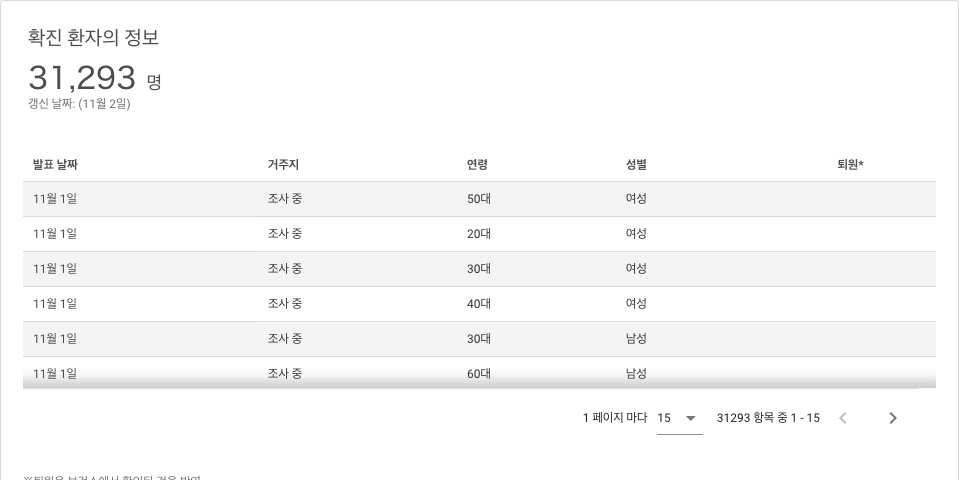 확진 환자의 정보
31,293 명
갱신 날짜: (11월 2일)
발표 날짜 거주지 연령 성별 퇴원*
11월 1일 조사 중 50대 여성
11월 1일 조사 중 20대 여성
11월 1일 조사 중 30대 여성
11월 1일 조사 중 40대 여성
11월 1일 조사 중 30대 남성
11월 1일 조사 중 60대 남성
1 페이지 마다 15 31293 항목 중 1 - 15